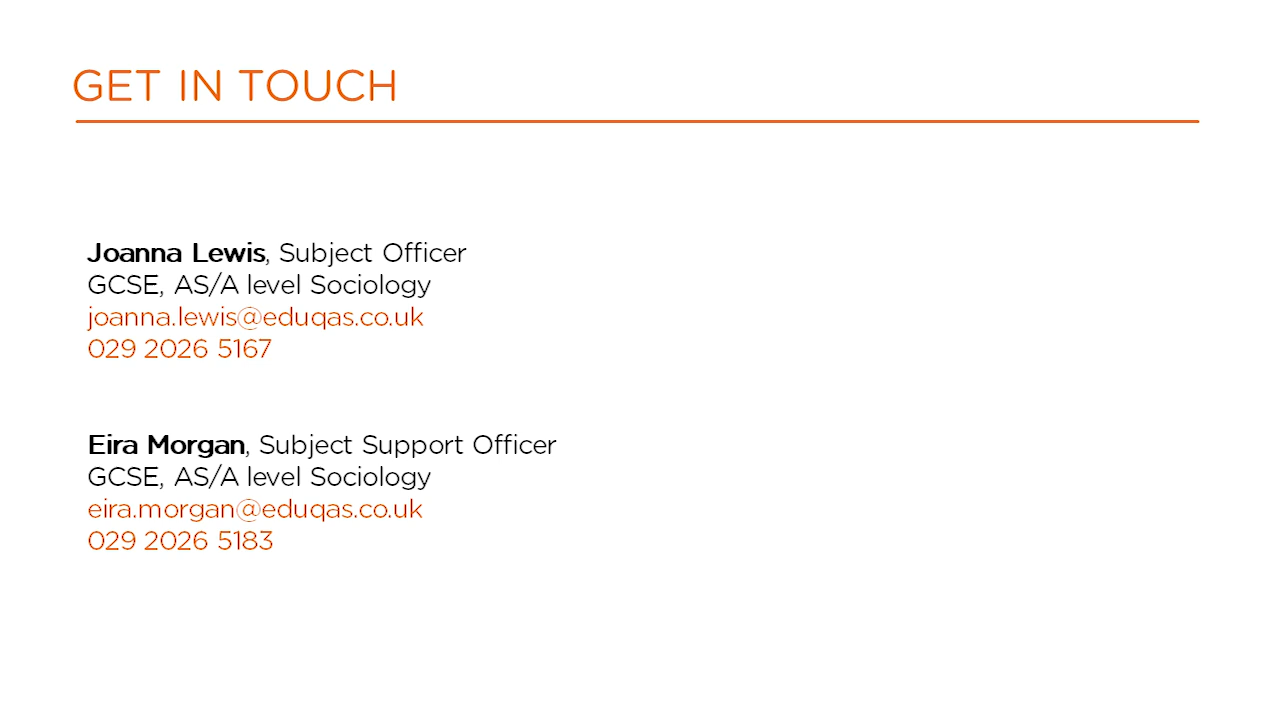 GET IN TOUCH
Joanna Lewis, Subject Officer
GCSE, AS/A level Sociology
joanna.lewis@eduqas.co.uk
029 2026 5167
Eira Morgan, Subject Support Officer
GCSE, AS/A level Sociology
eira.morgan@eduqas.co.uk
029 2026 5183